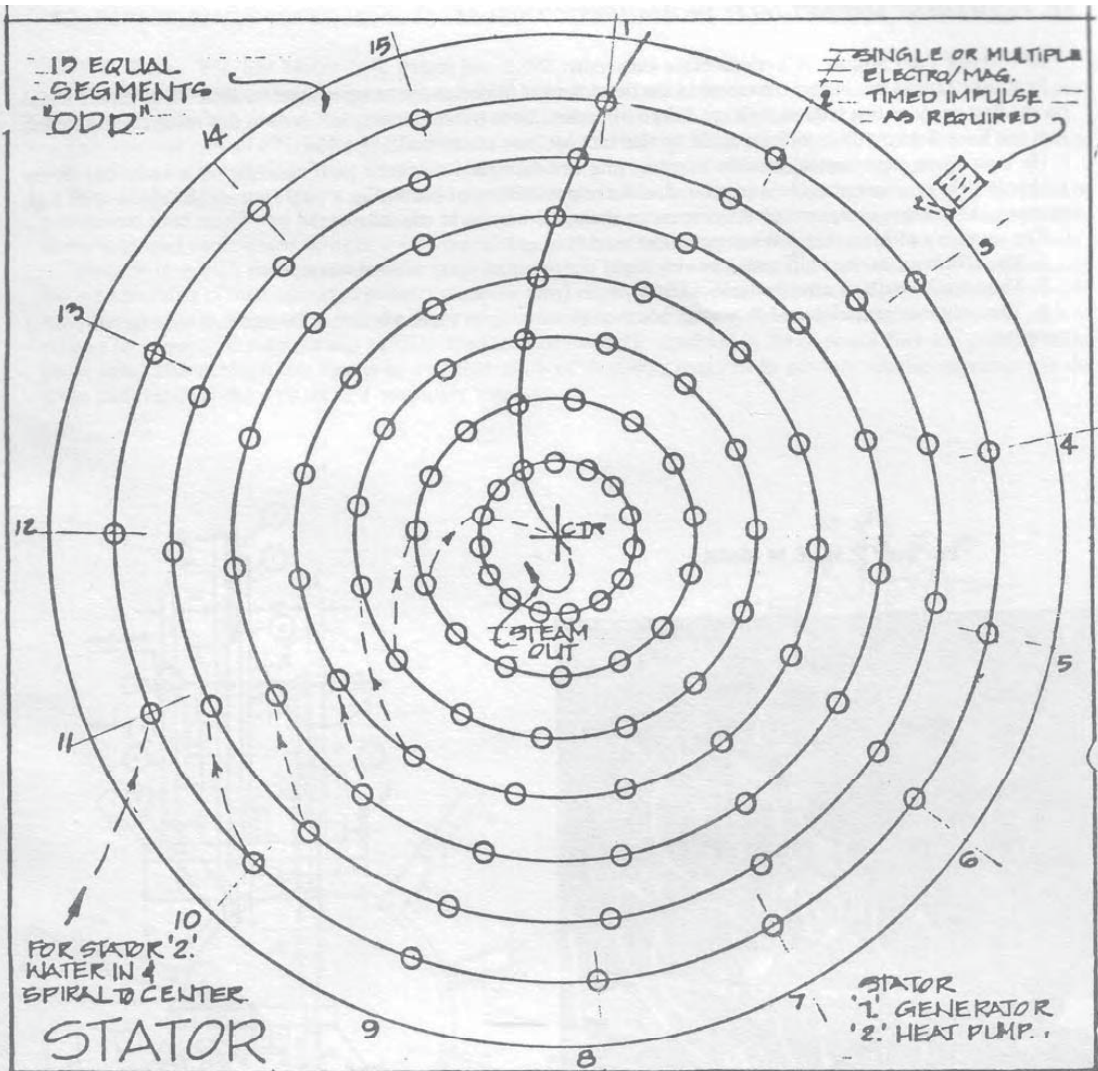 15 EQUAL
SEGMENTS
"ODD"
15
1
SINGLE OR MULTIPLE
ELECTRO/MAG.
TIMED IMPULSE
AS REQUIRED
14
3
13
4
12
CTR
STEAM
OUT
5
11
6
10
FOR STATOR '2'.
WATER IN &
SPIRAL TO CENTER.
STATOR
9
8
7
STATOR
'1.' GENERATOR
'2.' HEAT PUMP.